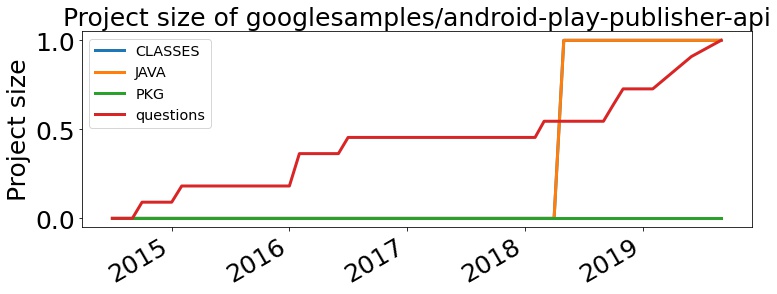 Project size of googlesamples/android-play-publisher-api
Project size
1.0
0.5
0.0
CLASSES
JAVA
PKG
questions
2015
2016
2017
2018
2019